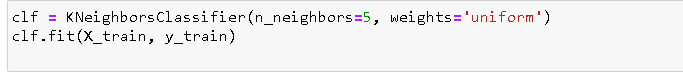 clf = KNeighborsClassifier(n_neighbors=5, weights='uniform')
clf.fit(X_train, y_train)